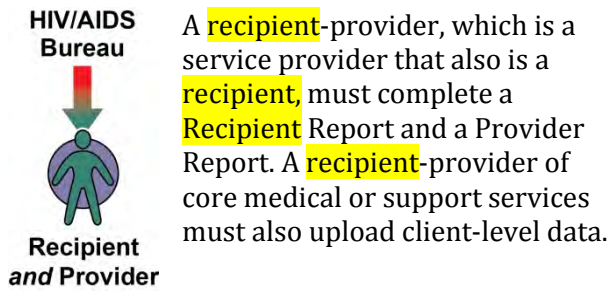 HIV/AIDS
Bureau
Recipient
and Provider
A recipient-provider, which is a
service provider that also is a
recipient, must complete a
Recipient Report and a Provider
Report. A recipient-provider of
core medical or support services
must also upload client-level data.